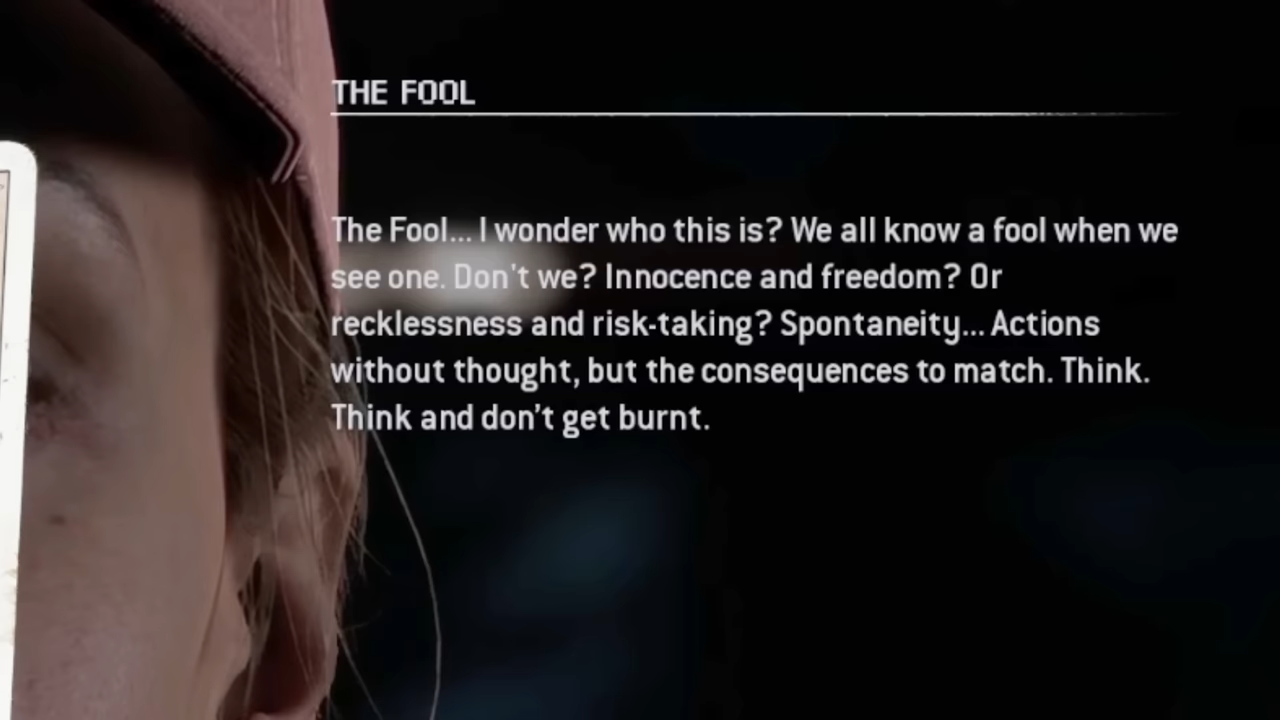 THE FOOL
The Fool... I wonder who this is? We all know a fool when we
see one. Don't we? Innocence and freedom? Or
recklessness and risk-taking? Spontaneity... Actions
without thought, but the consequences to match. Think.
Think and don’t get burnt.